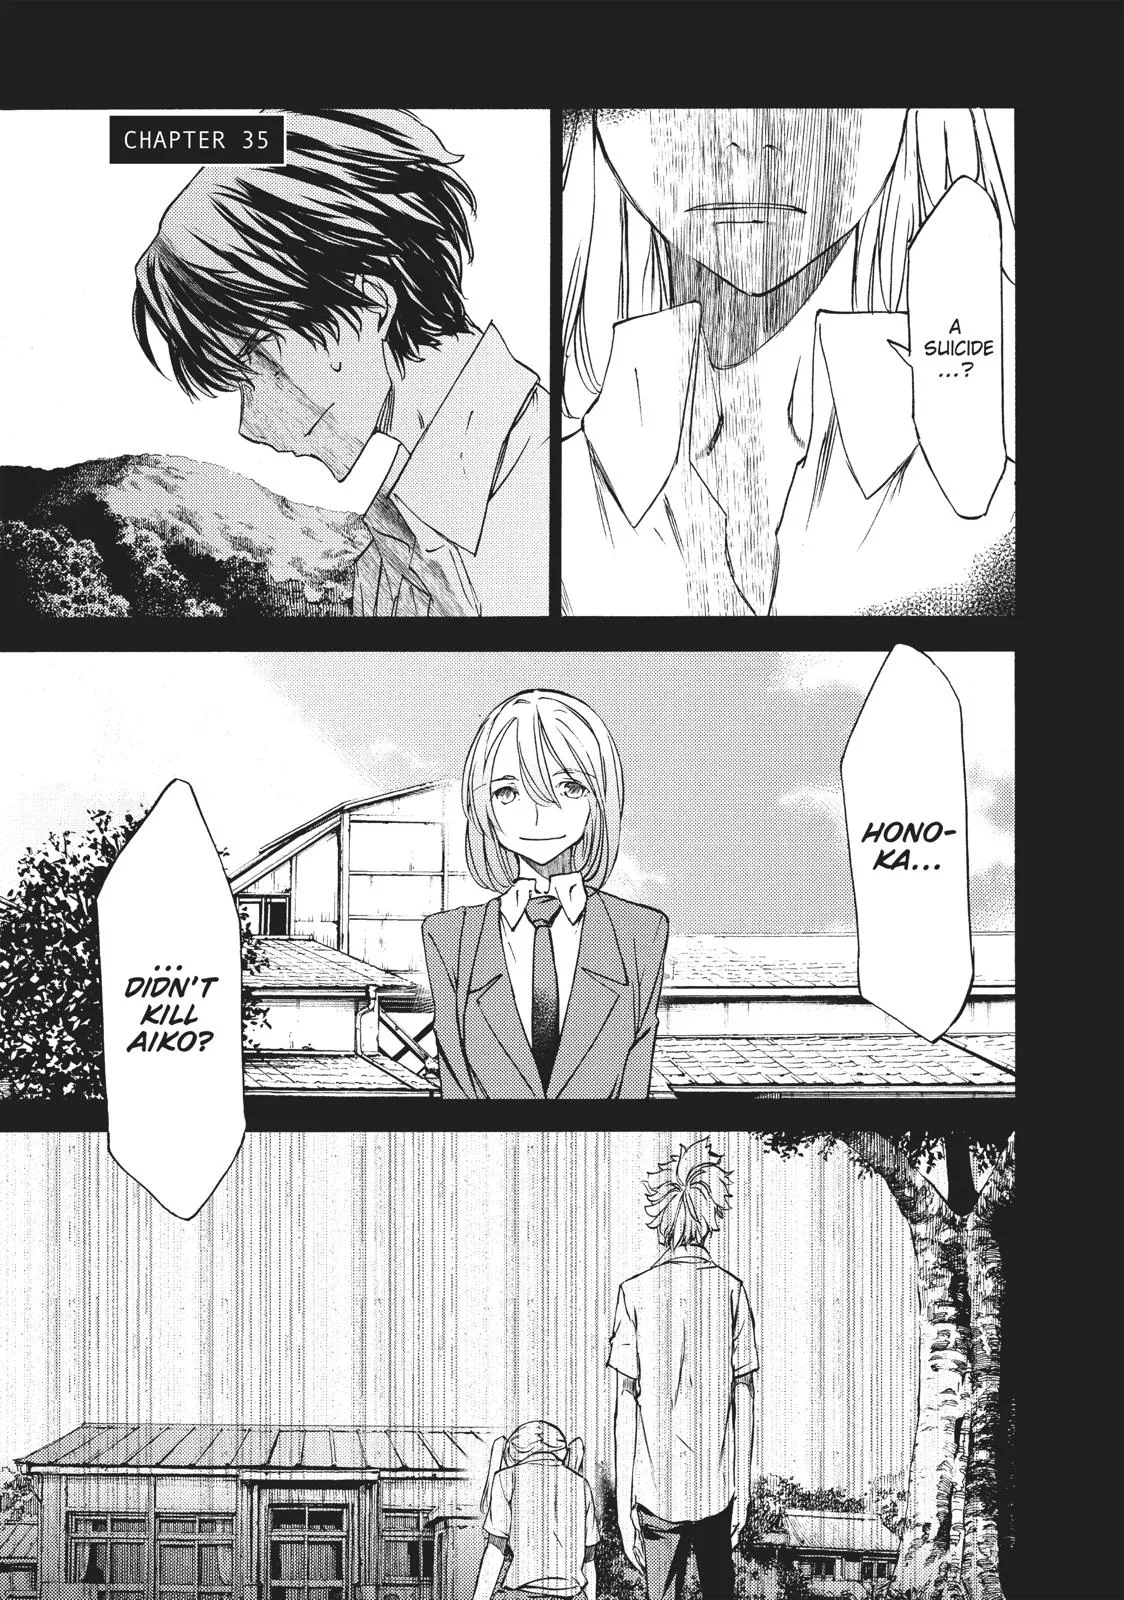 CHAPTER 35
A
SUICIDE
...?
HONO-
KA...
...
DIDN'T
KILL
AIKO?